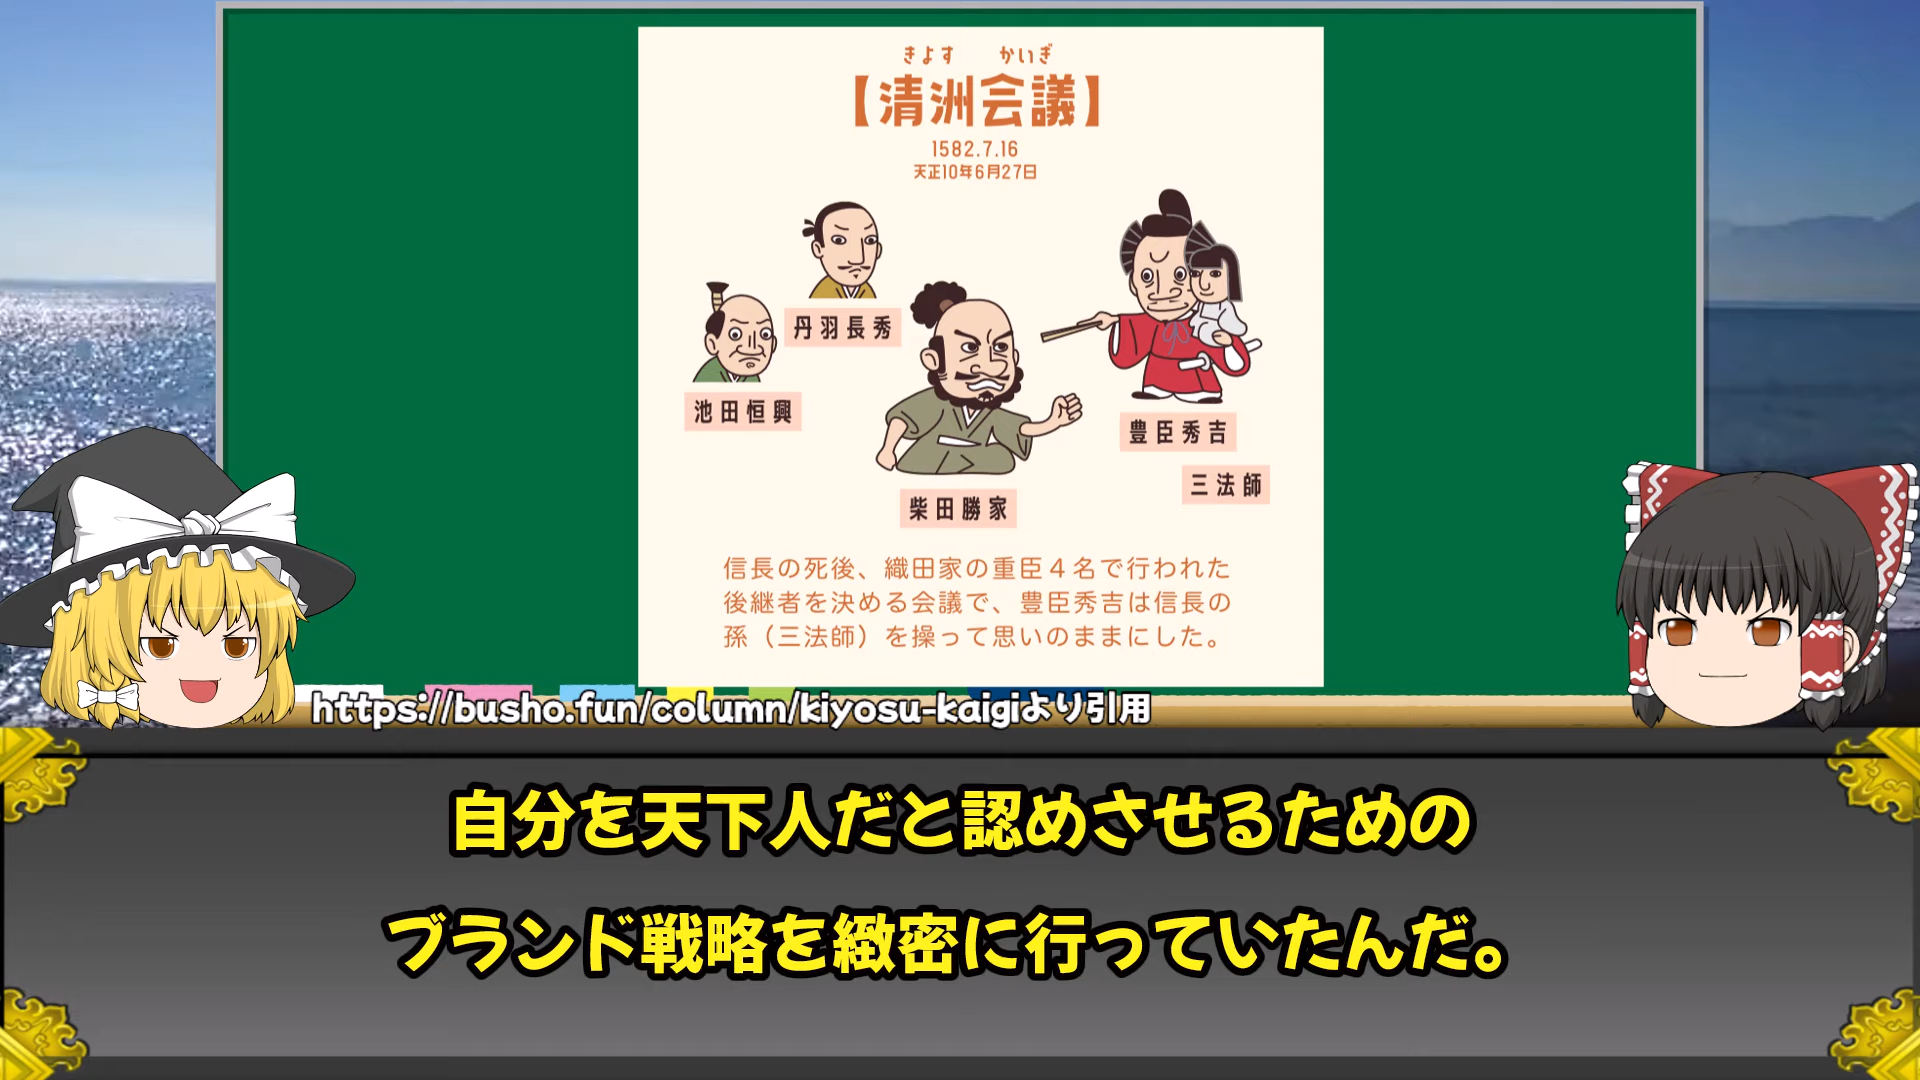 きよす かいぎ
【清洲会議】
1582.7.16
天正10年6月27日
丹羽長秀
池田恒興
豊臣秀吉
三法師
柴田勝家
信長の死後、織田家の重臣4名で行われた
後継者を決める会議で、豊臣秀吉は信長の
孫（三法師）を操って思いのままにした。
https://busho.fun/column/kiyosu-kaigiより引用
自分を天下人だと認めさせるための
ブランド戦略を緻密に行っていたんだ。